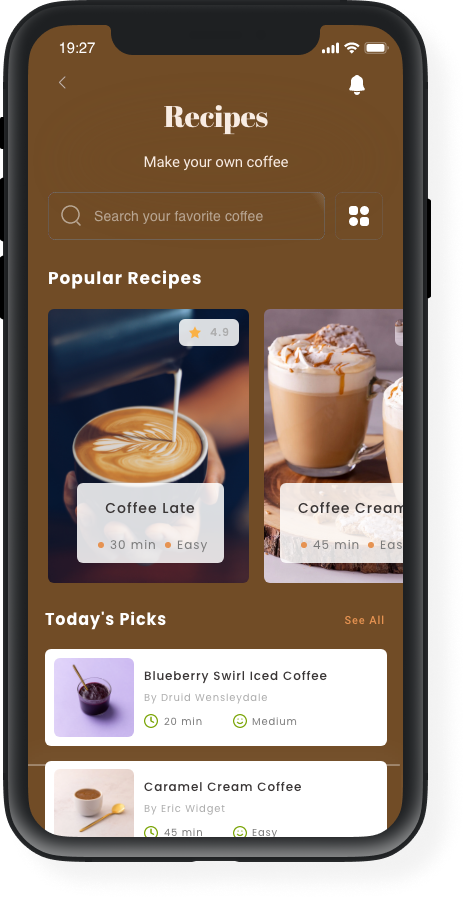 19:27
Recipes
Make your own coffee
Search your favorite coffee
Popular Recipes
4.9
Coffee Late
30 min Easy
Coffee Cream
45 min Eas
Today's Picks
See All
Blueberry Swirl Iced Coffee
By Druid Wensleydale
20 min Medium
Caramel Cream Coffee
By Eric Widget
45 min Easy